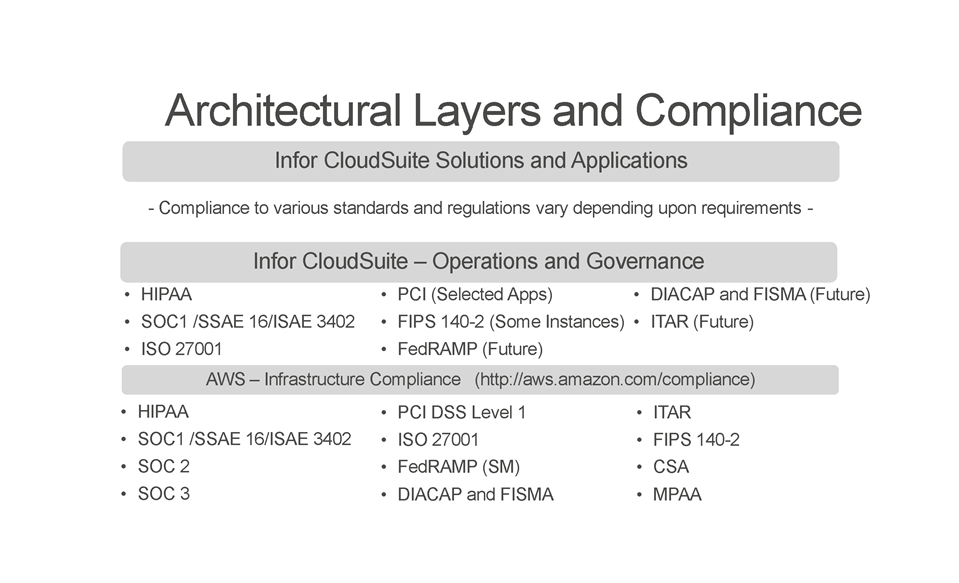 Architectural Layers and Compliance
Infor CloudSuite Solutions and Applications
- Compliance to various standards and regulations vary depending upon requirements -
Infor CloudSuite – Operations and Governance
• HIPAA
• SOC1 /SSAE 16/ISAE 3402
• ISO 27001
• PCI (Selected Apps)
• FIPS 140-2 (Some Instances)
• FedRAMP (Future)
• DIACAP and FISMA (Future)
• ITAR (Future)
AWS – Infrastructure Compliance (http://aws.amazon.com/compliance)
• HIPAA
• SOC1 /SSAE 16/ISAE 3402
• SOC 2
• SOC 3
• PCI DSS Level 1
• ISO 27001
• FedRAMP (SM)
• DIACAP and FISMA
• ITAR
• FIPS 140-2
• CSA
• MPAA